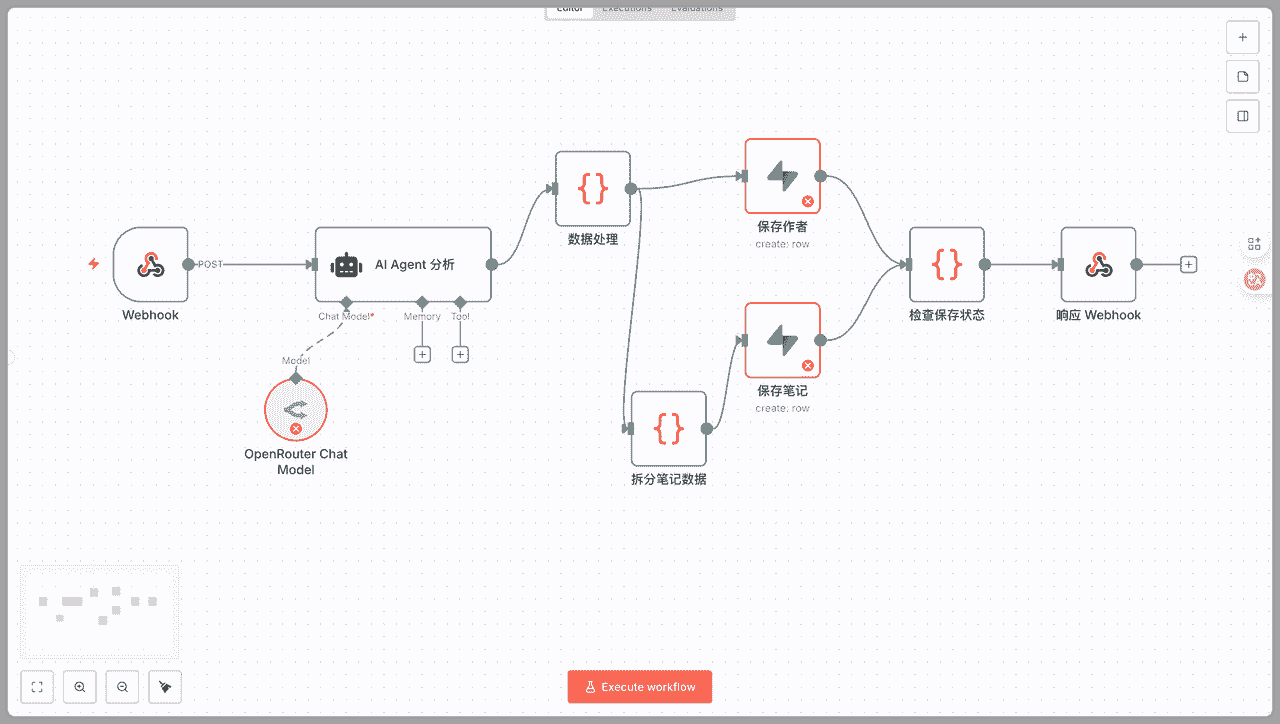 Editor Executions Evaluations
保存作者
create: row
数据处理
POST
AI Agent 分析
Webhook
Chat Model*
Memory
Tool
检查保存状态
响应 Webhook
Model
保存笔记
create: row
OpenRouter Chat
Model
拆分笔记数据
Execute workflow